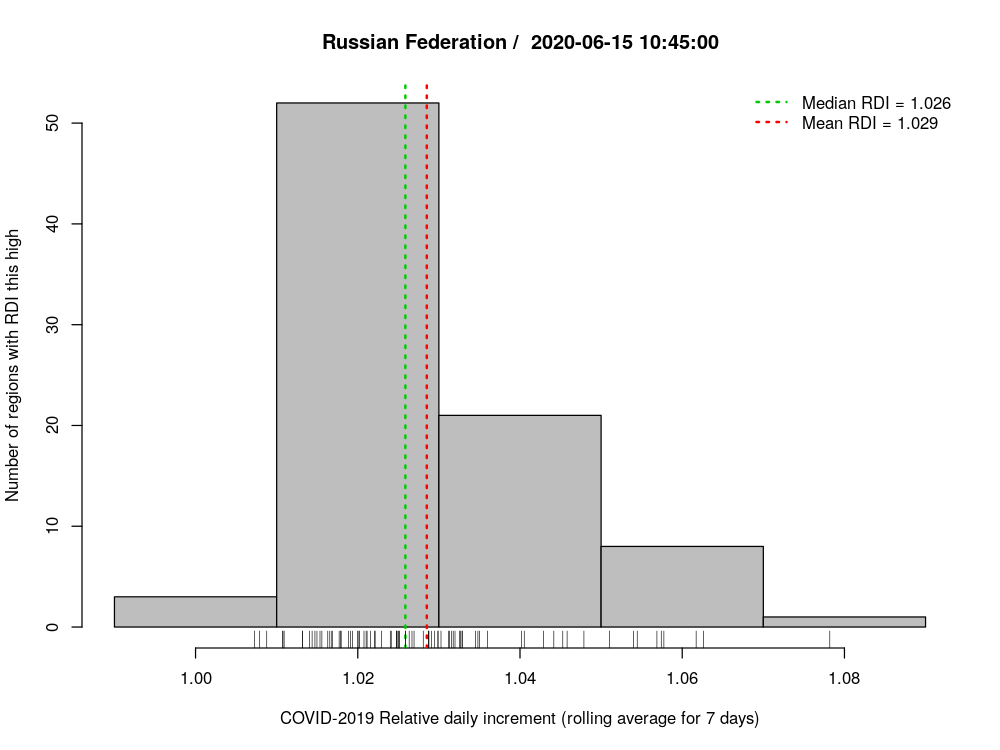 Russian Federation /  2020-06-15 10:45:00
Median RDI = 1.026
Mean RDI = 1.029
Number of regions with RDI this high
50
40
30
20
10
0
1.00 1.02 1.04 1.06 1.08
COVID-2019 Relative daily increment (rolling average for 7 days)